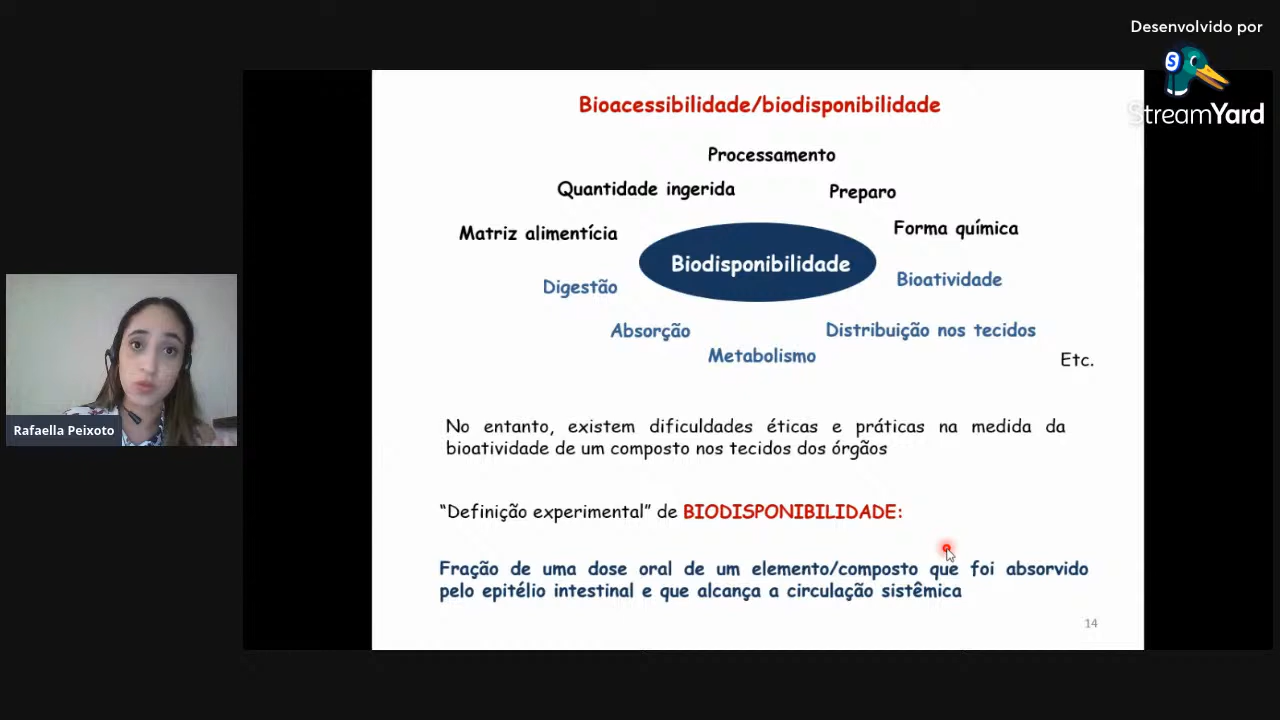 Desenvolvido por
StreamYard
Bioacessibilidade/biodisponibilidade
Processamento
Quantidade ingerida
Preparo
Matriz alimentícia
Forma química
Biodisponibilidade
Digestão
Bioatividade
Absorção
Distribuição nos tecidos
Metabolismo
Etc.
No entanto, existem dificuldades éticas e práticas na medida da
bioatividade de um composto nos tecidos dos órgãos
"Definição experimental" de BIODISPONIBILIDADE:
Fração de uma dose oral de um elemento/composto que foi absorvido
pelo epitélio intestinal e que alcança a circulação sistêmica
14
Rafaella Peixoto